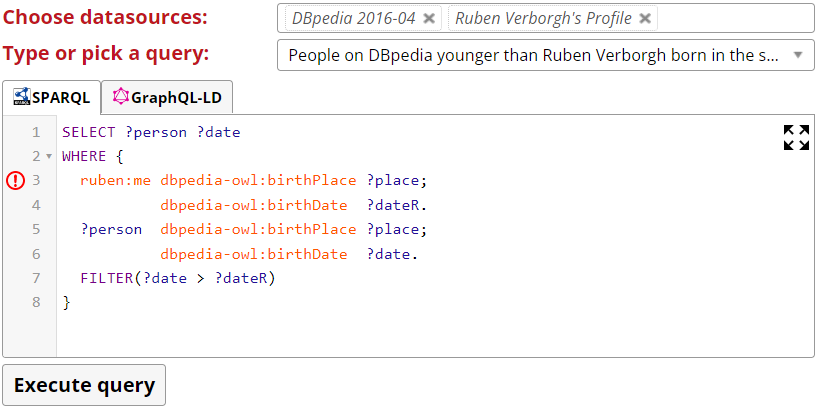 Choose datasources: DBpedia 2016-04 × Ruben Verborgh's Profile ×
Type or pick a query: People on DBpedia younger than Ruben Verborgh born in the s...
SPARQL GraphQL-LD
1 SELECT ?person ?date
2 WHERE {
3 ruben:me dbpedia-owl:birthPlace ?place;
4 dbpedia-owl:birthDate ?dateR.
5 ?person dbpedia-owl:birthPlace ?place;
6 dbpedia-owl:birthDate ?date.
7 FILTER(?date > ?dateR)
8 }
Execute query